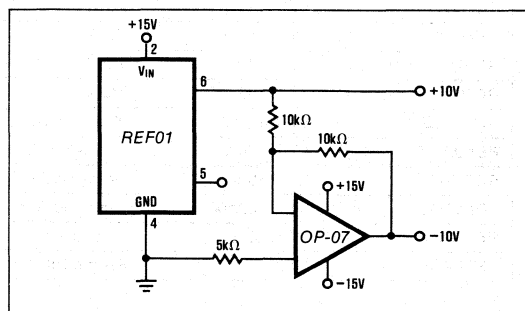 +15V
2
VIN
6
+10V
REF01
10kΩ
10kΩ
5
+15V
GND
4
OP-07
-10V
5kΩ
-15V